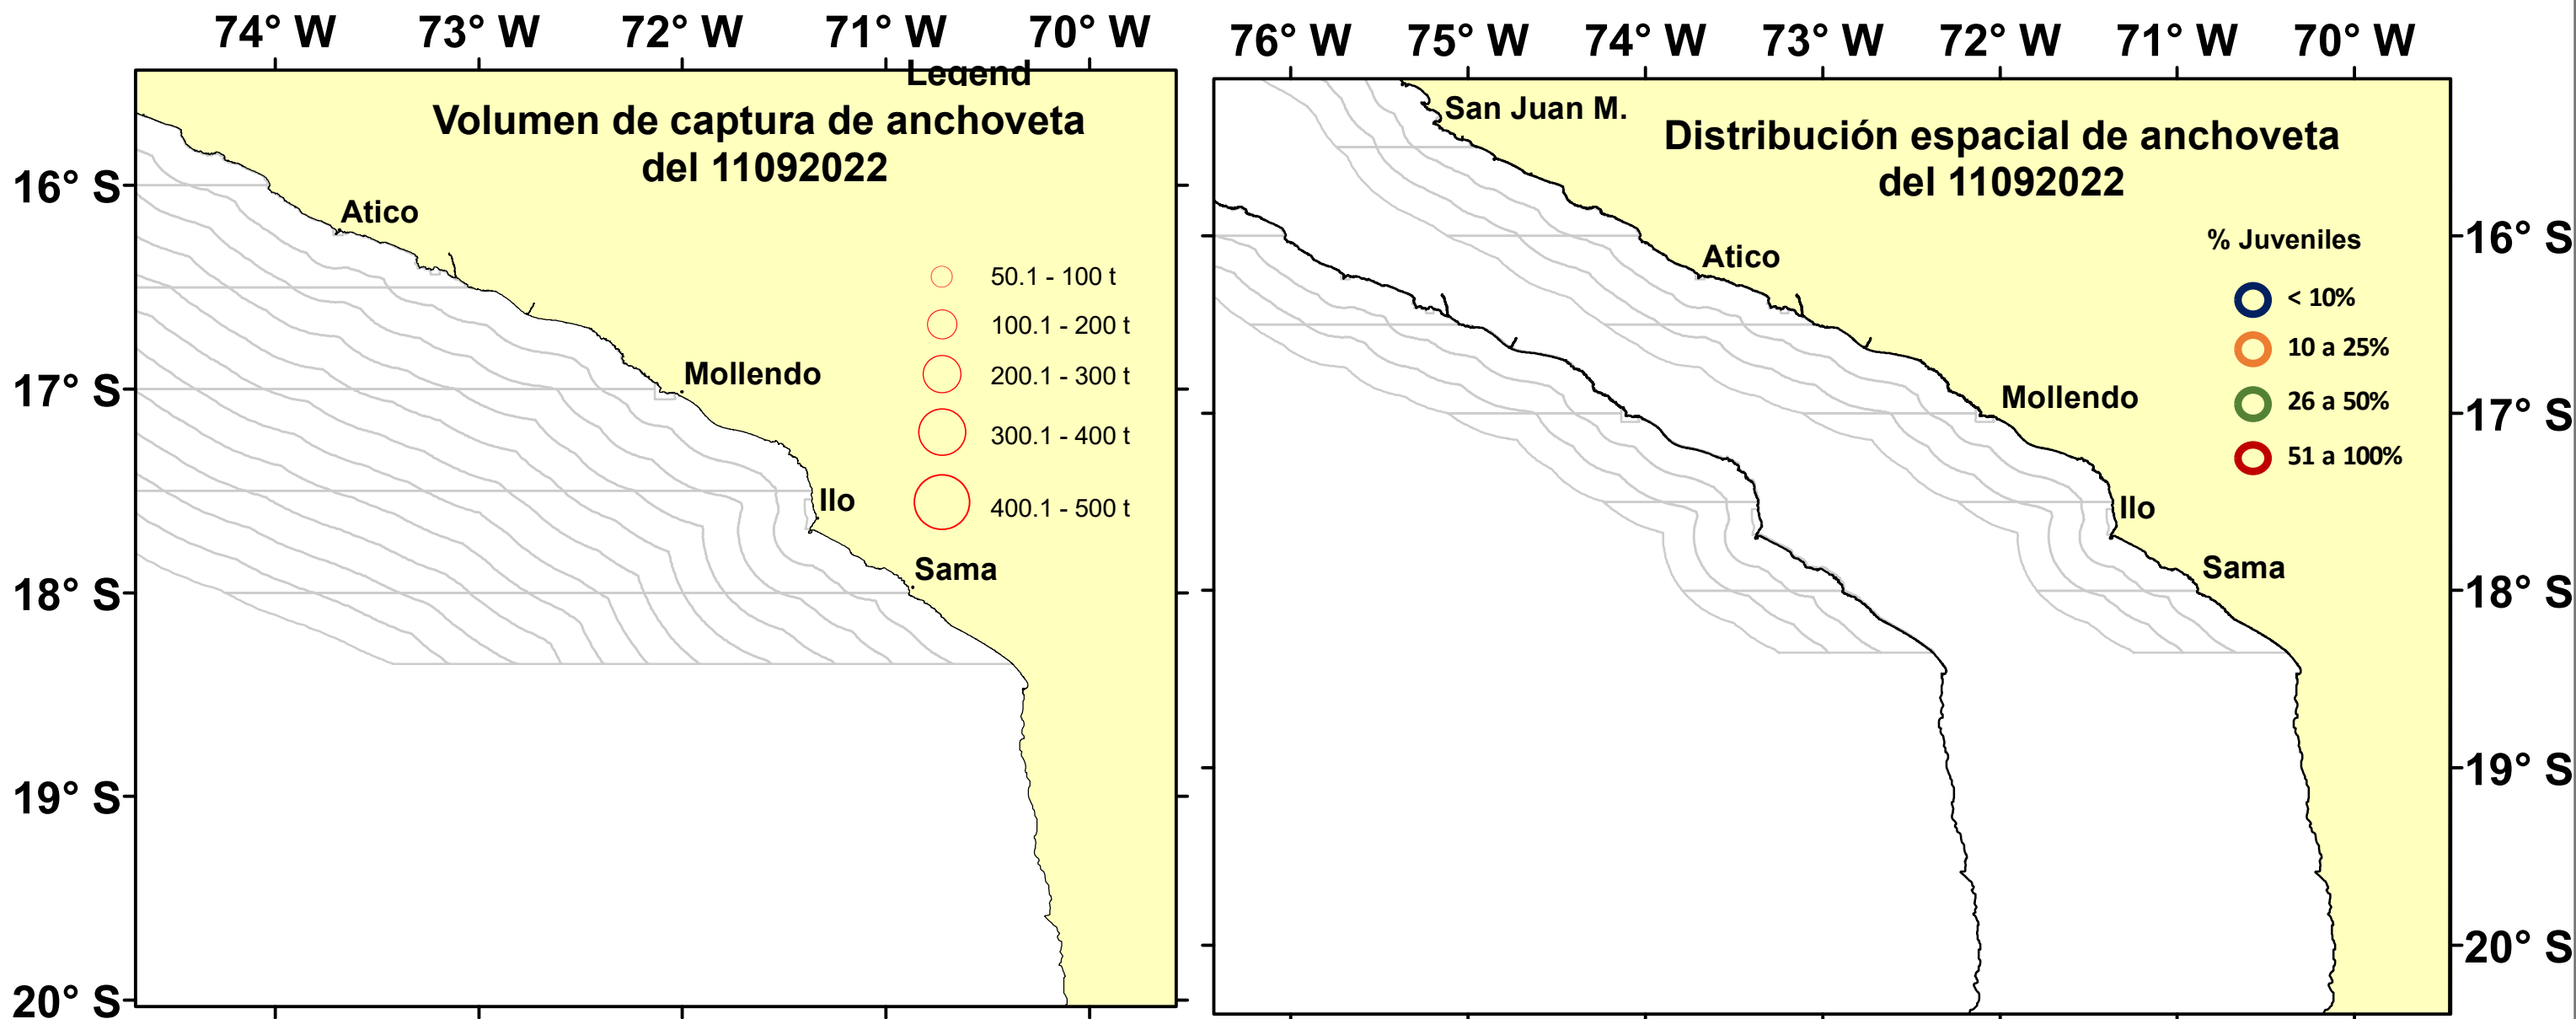 74° W 73° W 72° W 71° W 70° W
Legend
Volumen de captura de anchoveta
del 11092022
16° S
Atico
50.1 - 100 t
100.1 - 200 t
200.1 - 300 t
300.1 - 400 t
400.1 - 500 t
17° S
Mollendo
Ilo
18° S
Sama
19° S
20° S
76° W 75° W 74° W 73° W 72° W 71° W 70° W
San Juan M.
Distribución espacial de anchoveta
del 11092022
% Juveniles
< 10%
10 a 25%
26 a 50%
51 a 100%
16° S
Atico
17° S
Mollendo
Ilo
18° S
Sama
19° S
20° S